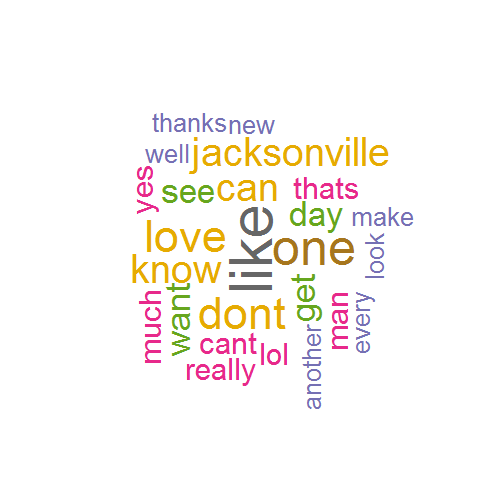 thanks new
well jacksonville
yes see can thats
day make
love like one look
know
much want dont get man every
cant lol another
really